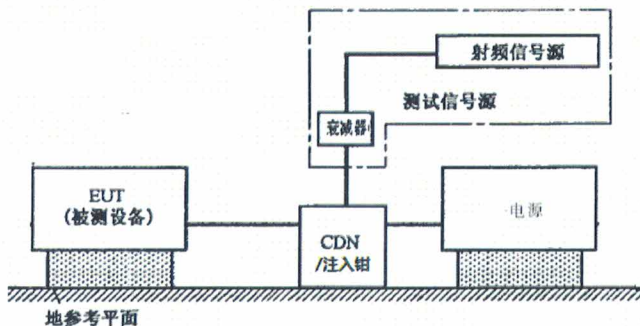 射频信号源
测试信号源
衰减器
EUT
(被测设备)
电源
CDN
/注入钳
地参考平面